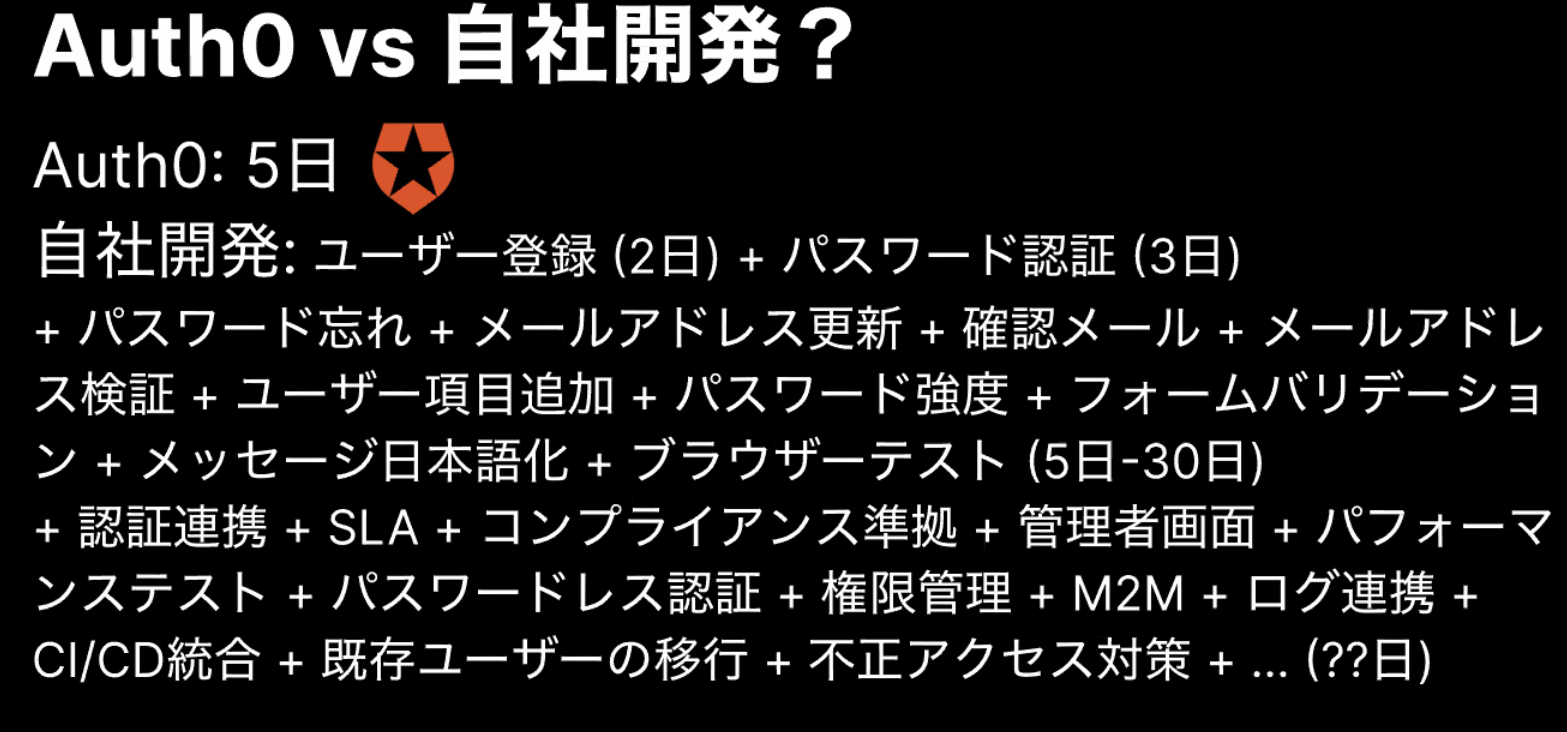 Auth0 vs 自社開発？
Auth0: 5日
自社開発: ユーザー登録 (2日) + パスワード認証 (3日)
+ パスワード忘れ + メールアドレス更新 + 確認メール + メールアドレ
ス検証 + ユーザー項目追加 + パスワード強度 + フォームバリデーショ
ン + メッセージ日本語化 + ブラウザーテスト (5日-30日)
+ 認証連携 + SLA + コンプライアンス準拠 + 管理者画面 + パフォーマ
ンステスト + パスワードレス認証 + 権限管理 + M2M + ログ連携 +
CI/CD統合 + 既存ユーザーの移行 + 不正アクセス対策 + ... (??日)